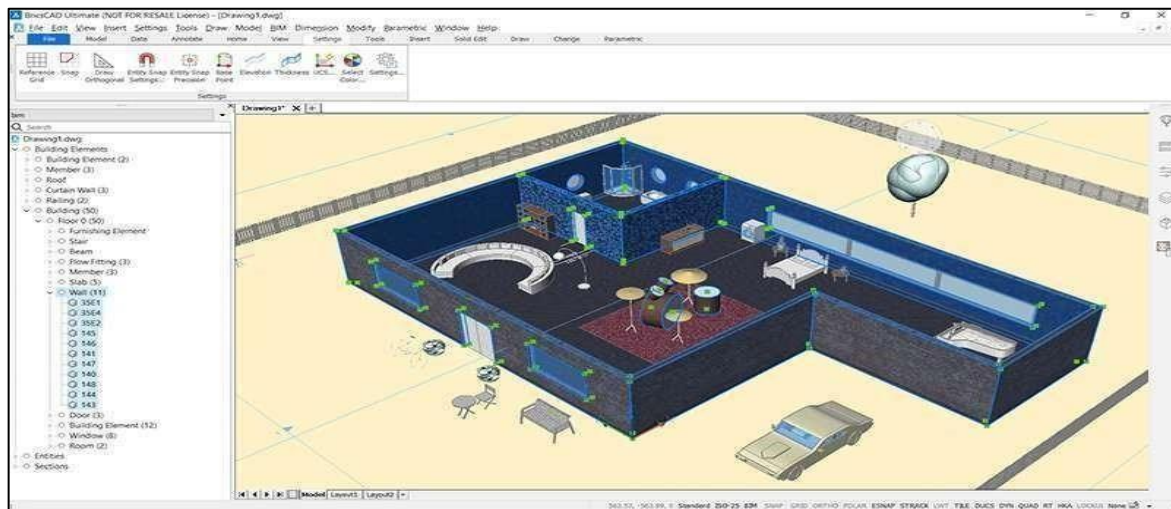 BricsCAD Ultimate (NOT FOR RESALE License) - [Drawing1.dwg]
File Edit View Insert Settings Tools Draw Model BIM Dimension Modify Parametric Window Help
File Model Data Annotate Home View Settings Tools Insert Solid Edit Draw Change Parametric
Reference Grid Snap Draw Orthogonal Entity Snap Settings... Entity Snap Precision Base Point Elevation Thickness UCS... Select Color... Settings...
Settings
Drawing1*
bim
Search
Drawing1.dwg
Building Elements
Building Element (2)
Member (3)
Roof
Curtain Wall (3)
Railing (2)
Building (50)
Floor 0 (50)
Furnishing Element
Stair
Beam
Flow Fitting (3)
Member (3)
Slab (5)
Wall (11)
35E1
35E4
35E2
145
146
141
147
140
148
144
143
Door (3)
Building Element (12)
Window (8)
Room (2)
Entities
Sections
Model Layout1 Layout2
Standard ISO-25 BIM SNAP GRID ORTHO POLAR ESNAP STRACK LWT TILE DUCS DYN QUAD RT HKA LOCKUI None